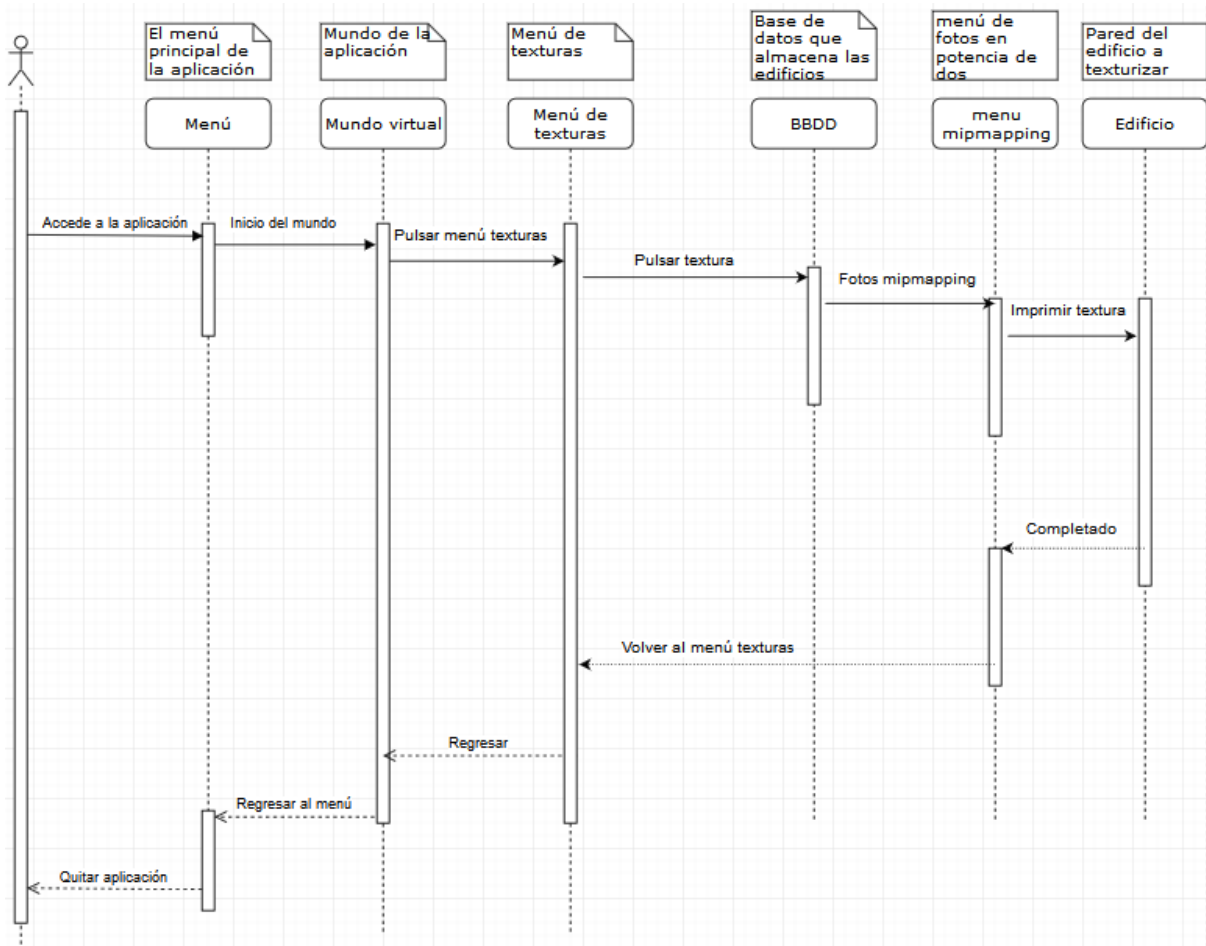 El menú
principal de
la aplicación
Mundo de la
aplicación
Menú de
texturas
Base de
datos que
almacena las
edificios
menú de
fotos en
potencia de
dos
Pared del
edificio a
texturizar
Menú
Mundo virtual
Menú de
texturas
BBDD
menu
mipmapping
Edificio
Accede a la aplicación
Inicio del mundo
Pulsar menú texturas
Pulsar textura
Fotos mipmapping
Imprimir textura
Completado
Volver al menú texturas
Regresar
Regresar al menú
Quitar aplicación